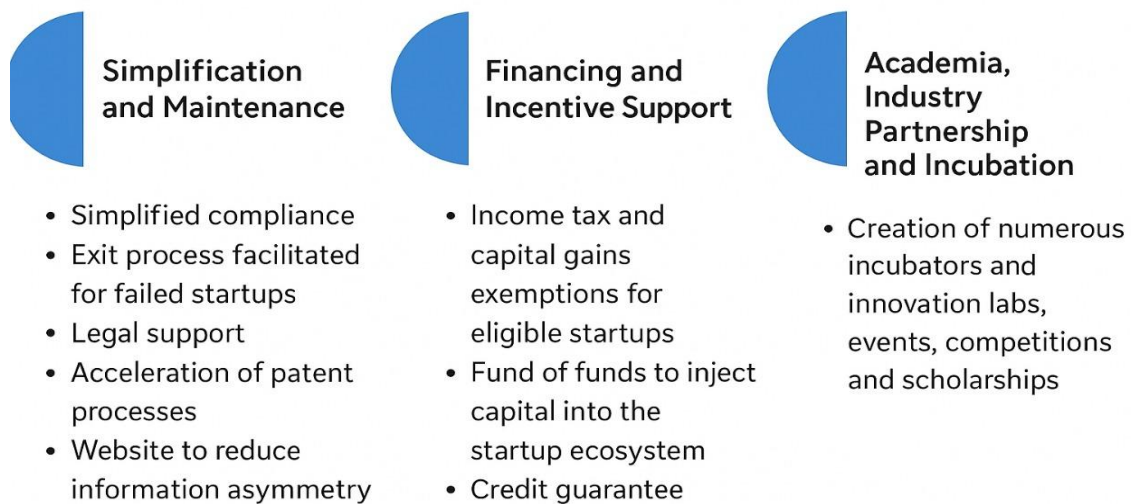 Simplification
and Maintenance
• Simplified compliance
• Exit process facilitated
for failed startups
• Legal support
• Acceleration of patent
processes
• Website to reduce
information asymmetry
Financing and
Incentive Support
• Income tax and
capital gains
exemptions for
eligible startups
• Fund of funds to inject
capital into the
startup ecosystem
• Credit guarantee
Academia,
Industry
Partnership
and Incubation
• Creation of numerous
incubators and
innovation labs,
events, competitions
and scholarships